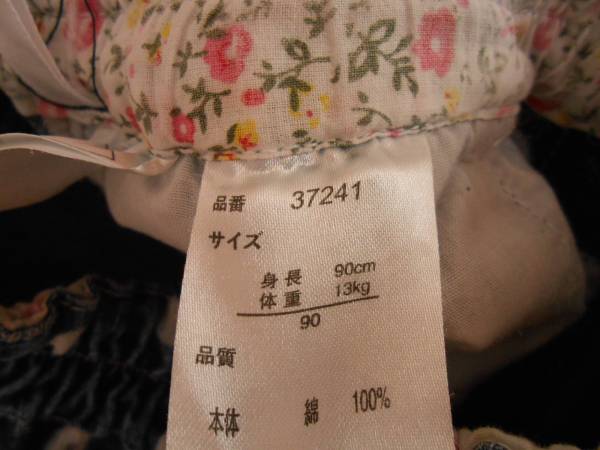 品番 37241
サイズ
身長 90cm
体重 13kg
90
品質
本体 綿 100%